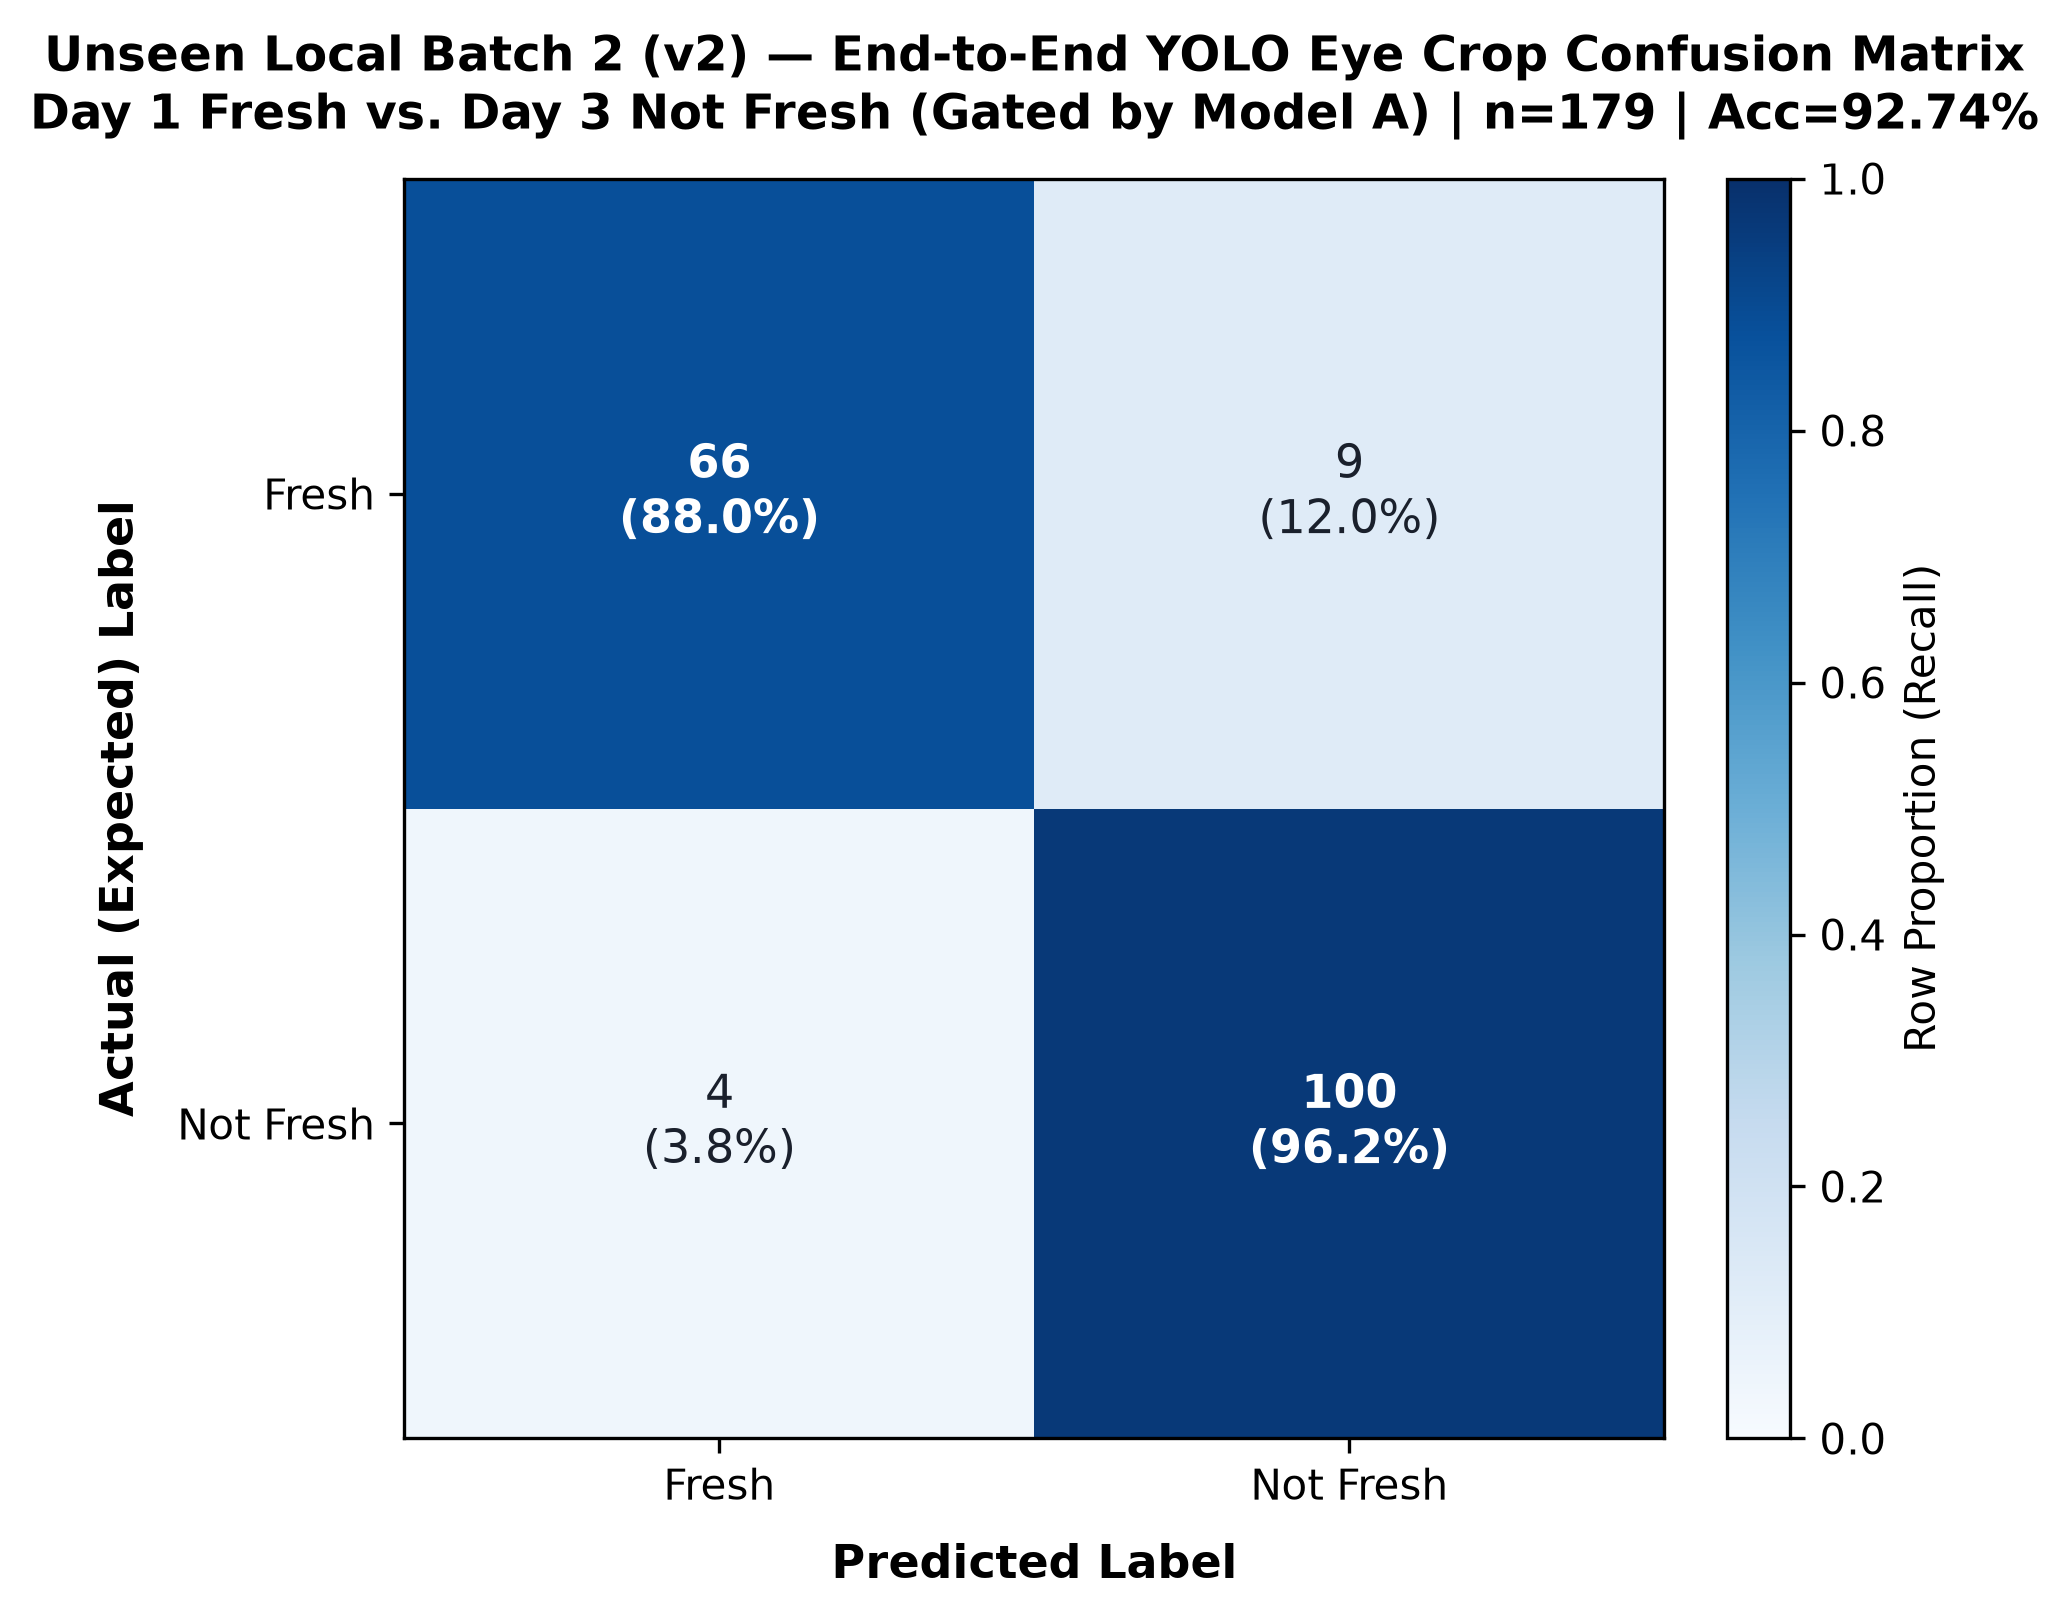 Unseen Local Batch 2 (v2) — End-to-End YOLO Eye Crop Confusion Matrix
Day 1 Fresh vs. Day 3 Not Fresh (Gated by Model A) | n=179 | Acc=92.74%
Actual (Expected) Label
Fresh
66
(88.0%)
9
(12.0%)
Not Fresh
4
(3.8%)
100
(96.2%)
Fresh
Not Fresh
Predicted Label
1.0
0.8
0.6
0.4
0.2
0.0
Row Proportion (Recall)